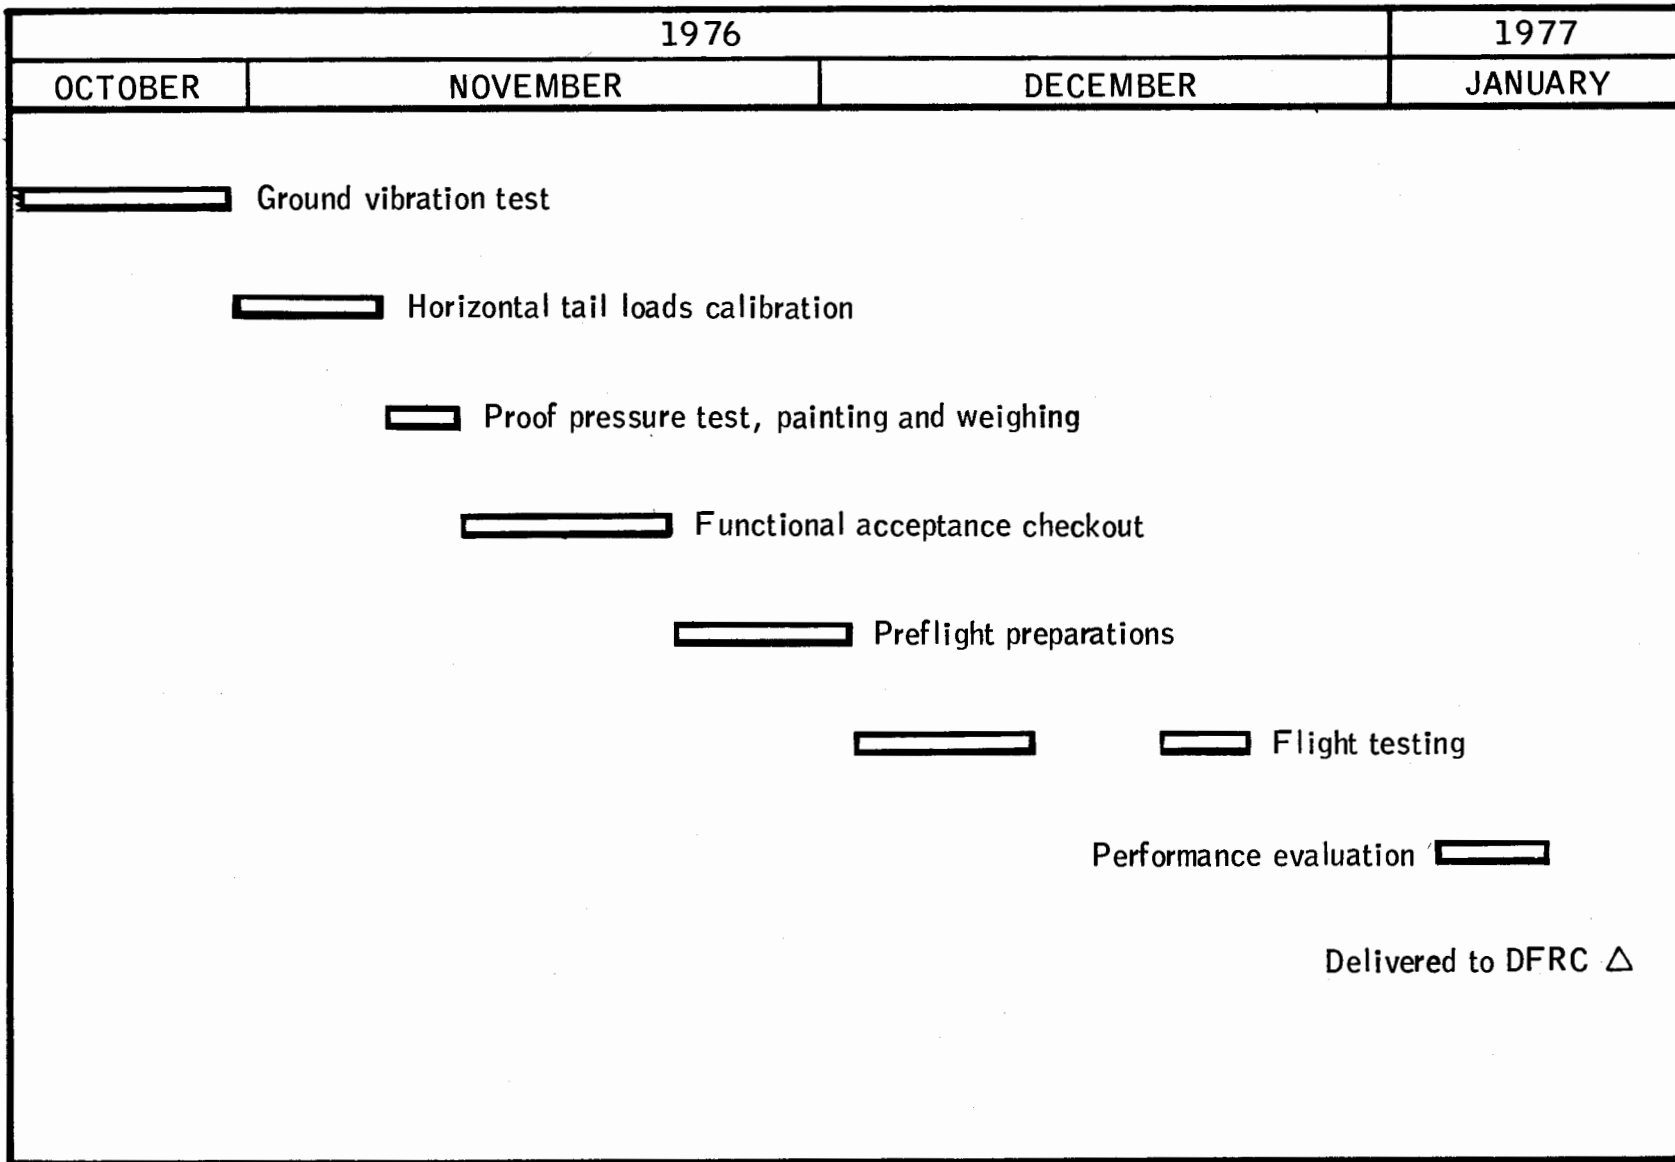 1976 1977
OCTOBER NOVEMBER DECEMBER JANUARY
Ground vibration test
Horizontal tail loads calibration
Proof pressure test, painting and weighing
Functional acceptance checkout
Preflight preparations
Flight testing
Performance evaluation
Delivered to DFRC